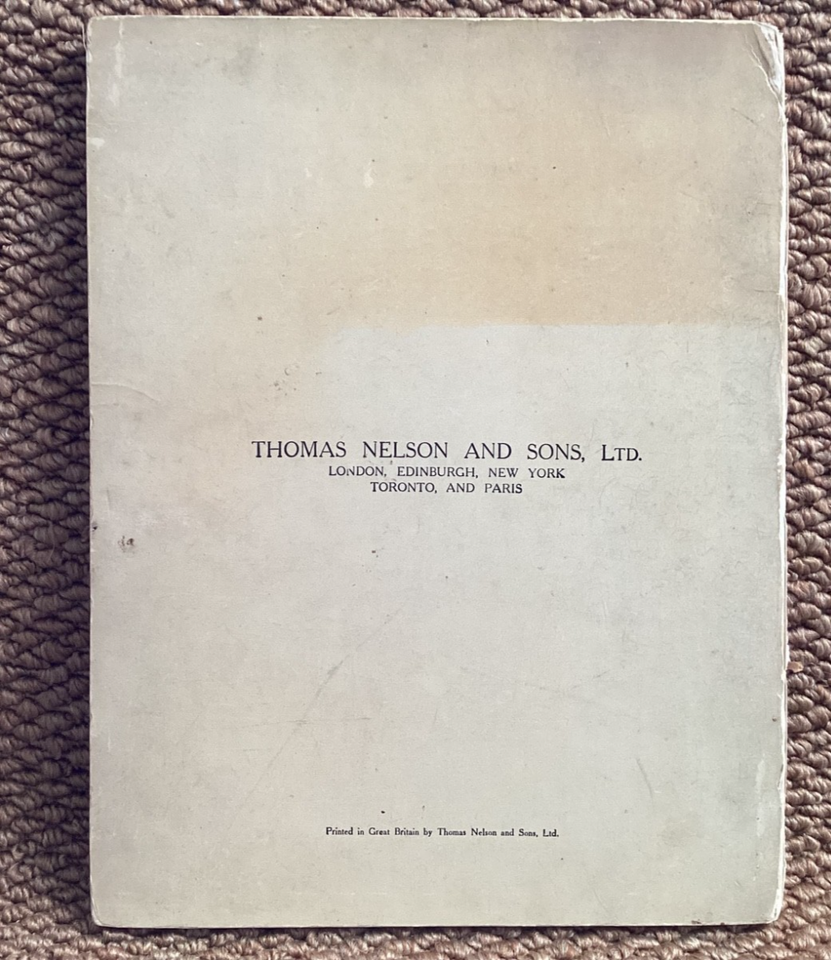 THOMAS NELSON AND SONS, LTD.
LONDON, EDINBURGH, NEW YORK
TORONTO, AND PARIS
Printed in Great Britain by Thomas Nelson and Sons, Ltd.